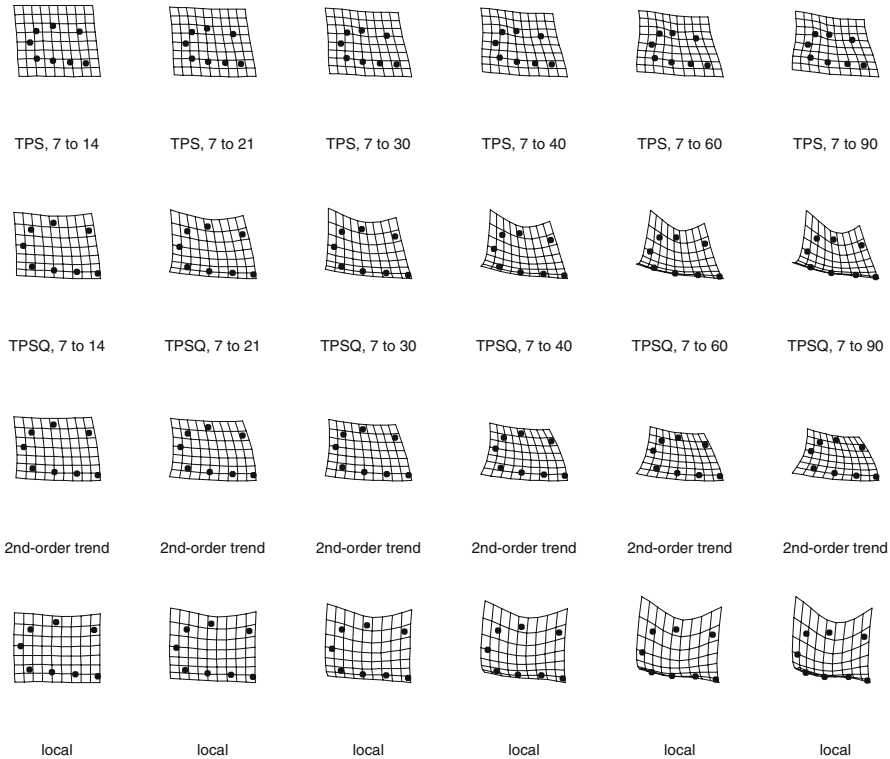 TPS, 7 to 14 TPS, 7 to 21 TPS, 7 to 30 TPS, 7 to 40 TPS, 7 to 60 TPS, 7 to 90
TPSQ, 7 to 14 TPSQ, 7 to 21 TPSQ, 7 to 30 TPSQ, 7 to 40 TPSQ, 7 to 60 TPSQ, 7 to 90
2nd-order trend 2nd-order trend 2nd-order trend 2nd-order trend 2nd-order trend 2nd-order trend
local local local local local local